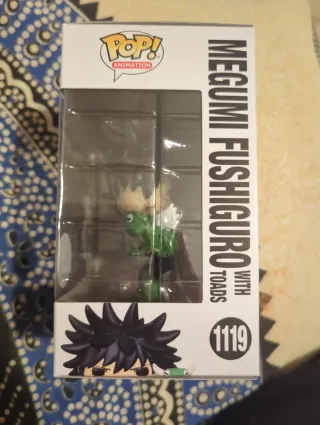 POP!
ANIMATION
MEGUMI FUSHIGURO WITH
TOADS
1119